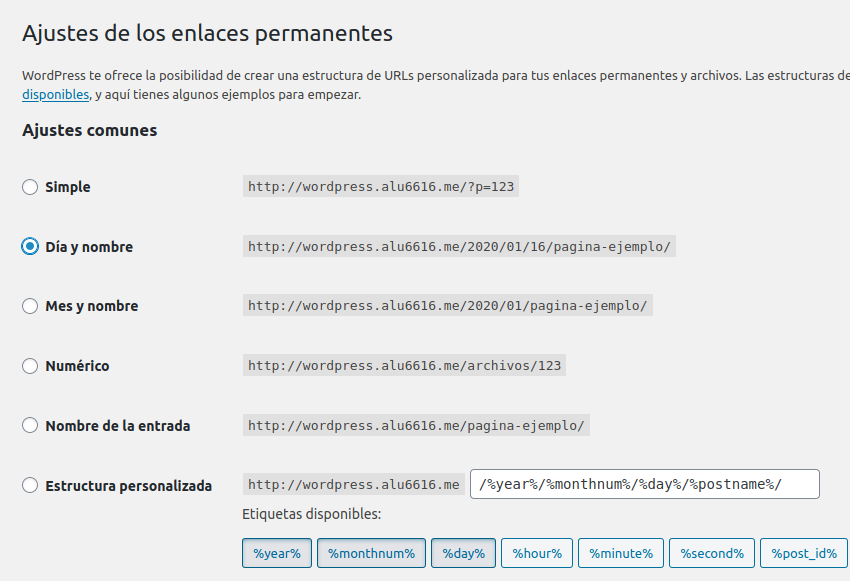 Ajustes de los enlaces permanentes
WordPress te ofrece la posibilidad de crear una estructura de URLs personalizada para tus enlaces permanentes y archivos. Las estructuras de
disponibles, y aquí tienes algunos ejemplos para empezar.
Ajustes comunes
Simple http://wordpress.alu6616.me/?p=123
Día y nombre http://wordpress.alu6616.me/2020/01/16/pagina-ejemplo/
Mes y nombre http://wordpress.alu6616.me/2020/01/pagina-ejemplo/
Numérico http://wordpress.alu6616.me/archivos/123
Nombre de la entrada http://wordpress.alu6616.me/pagina-ejemplo/
Estructura personalizada http://wordpress.alu6616.me /%year%/%monthnum%/%day%/%postname%/
Etiquetas disponibles:
%year% %monthnum% %day% %hour% %minute% %second% %post_id%